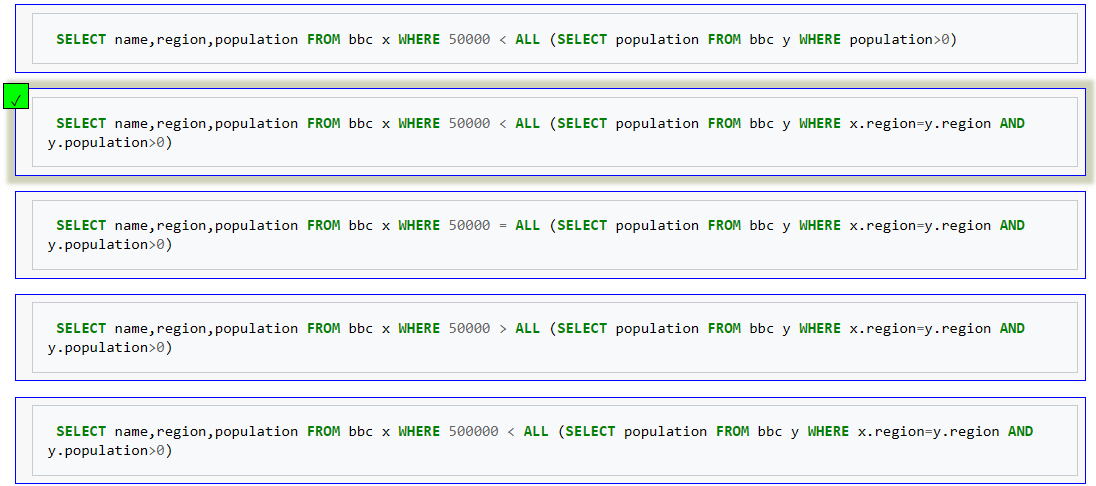 SELECT name,region,population FROM bbc x WHERE 50000 < ALL (SELECT population FROM bbc y WHERE population>0)
✓
SELECT name,region,population FROM bbc x WHERE 50000 < ALL (SELECT population FROM bbc y WHERE x.region=y.region AND
y.population>0)
SELECT name,region,population FROM bbc x WHERE 50000 = ALL (SELECT population FROM bbc y WHERE x.region=y.region AND
y.population>0)
SELECT name,region,population FROM bbc x WHERE 50000 > ALL (SELECT population FROM bbc y WHERE x.region=y.region AND
y.population>0)
SELECT name,region,population FROM bbc x WHERE 500000 < ALL (SELECT population FROM bbc y WHERE x.region=y.region AND
y.population>0)